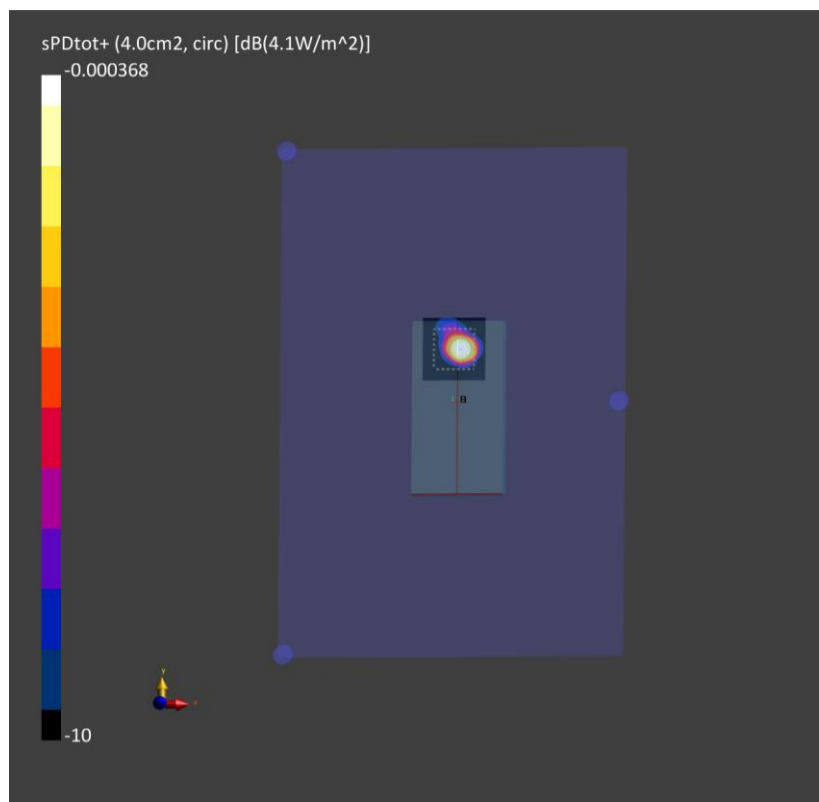 sPDtot+ (4.0cm2, circ) [dB(4.1W/m^2)]
-0.000368
B
Y
X
-10